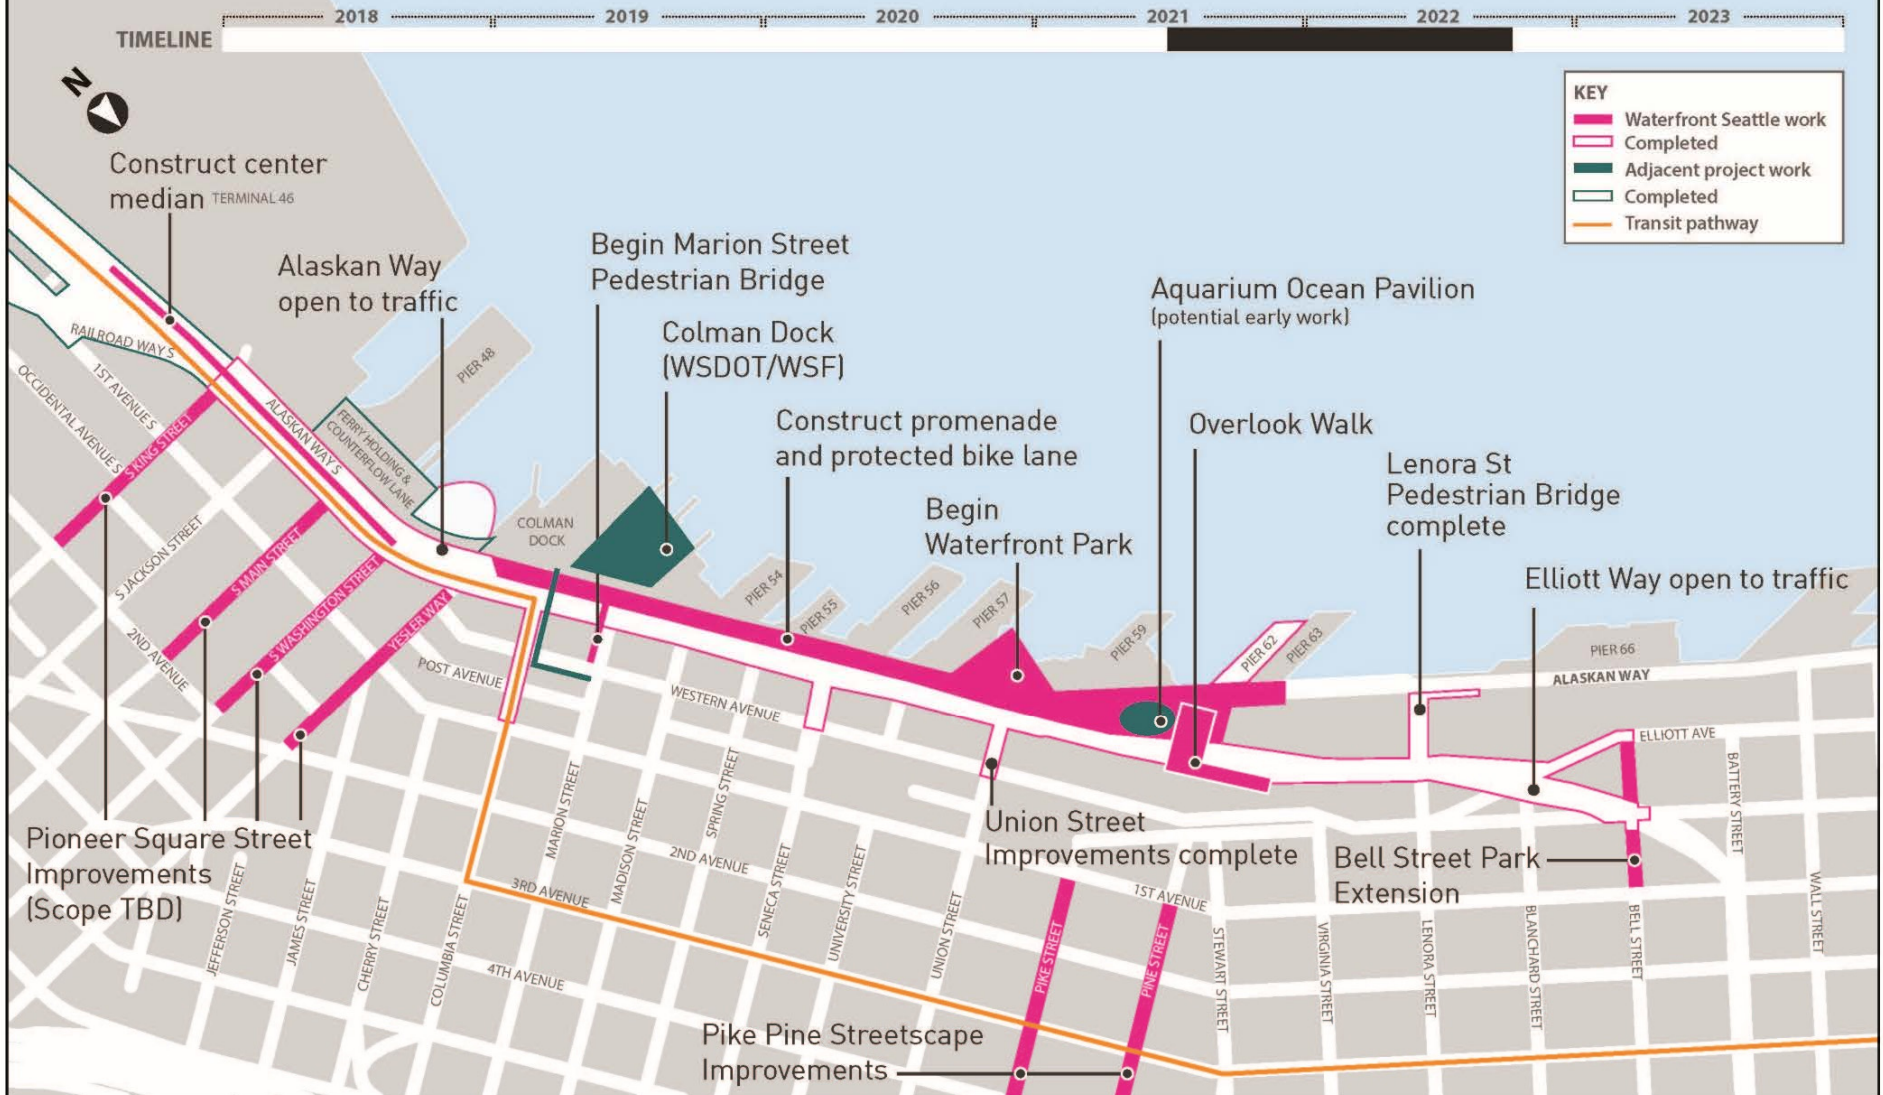 2018 2019 2020 2021 2022 2023
TIMELINE
N
KEY
Waterfront Seattle work
Completed
Adjacent project work
Completed
Transit pathway
Construct center
median
TERMINAL 46
Alaskan Way
open to traffic
Begin Marion Street
Pedestrian Bridge
Colman Dock
(WSDOT/WSF)
Construct promenade
and protected bike lane
Begin
Waterfront Park
Aquarium Ocean Pavilion
(potential early work)
Overlook Walk
Lenora St
Pedestrian Bridge
complete
Elliott Way open to traffic
RAILROAD WAY S
1ST AVENUE S
OCCIDENTAL AVENUE S
S KING STREET
ALASKAN WAY S
FERRY HOLDING &
COUNTERFLOW LANE
PIER 48
COLMAN
DOCK
PIER 54
PIER 55
PIER 56
PIER 57
PIER 59
PIER 62
PIER 63
PIER 66
ALASKAN WAY
ELLIOTT AVE
S JACKSON STREET
S MAIN STREET
S WASHINGTON STREET
YESLER WAY
2ND AVENUE
POST AVENUE
WESTERN AVENUE
Pioneer Square Street
Improvements
(Scope TBD)
Union Street
Improvements complete
Bell Street Park
Extension
Pike Pine Streetscape
Improvements
JEFFERSON STREET
JAMES STREET
CHERRY STREET
COLUMBIA STREET
MARION STREET
MADISON STREET
SPRING STREET
SENECA STREET
UNIVERSITY STREET
UNION STREET
PIKE STREET
PINE STREET
STEWART STREET
VIRGINIA STREET
LENORA STREET
BLANCHARD STREET
BELL STREET
BATTERY STREET
WALL STREET
2ND AVENUE
3RD AVENUE
4TH AVENUE
1ST AVENUE